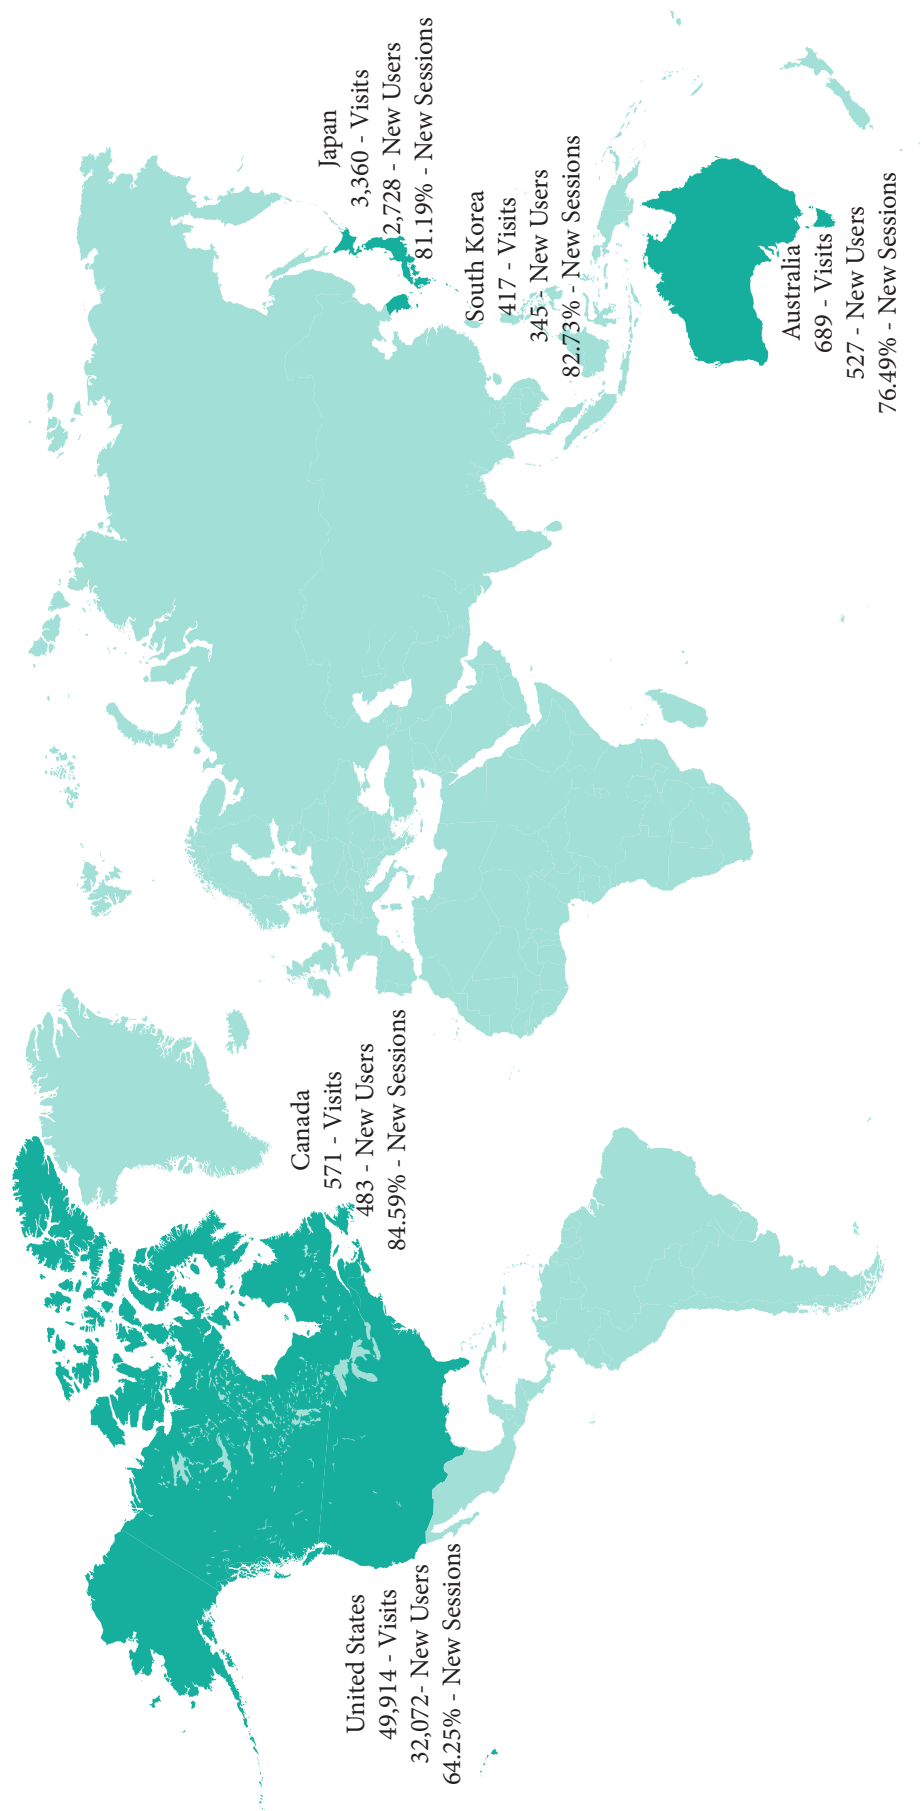 United States
49,914 - Visits
32,072- New Users
64.25% - New Sessions
Canada
571 - Visits
483 - New Users
84.59% - New Sessions
Japan
3,360 - Visits
2,728 - New Users
81.19% - New Sessions
South Korea
417 - Visits
345 - New Users
82.73% - New Sessions
Australia
689 - Visits
527 - New Users
76.49% - New Sessions